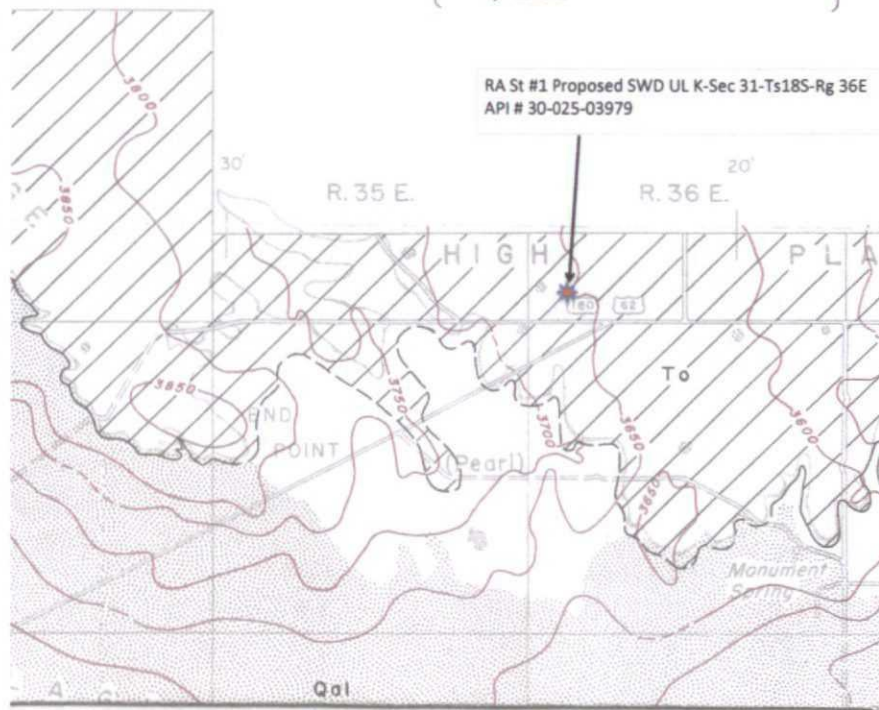 RA St #1 Proposed SWD UL K-Sec 31-Ts18S-Rg 36E
API # 30-025-03979
3800
3850
30'
20'
R. 35 E.
R. 36 E.
HIGH PLA
180
62
To
3850
3750
END
POINT
(Pearl)
3700
3650
3600
3650
Monument
Spring
Qal